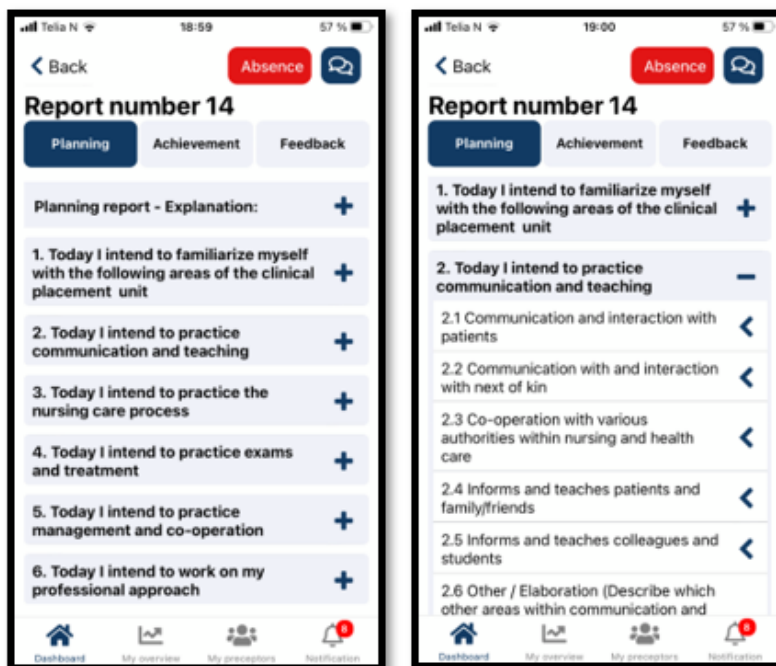 Telia N 18:59 57 %
Back Absence
Report number 14
Planning Achievement Feedback
Planning report - Explanation:
1. Today I intend to familiarize myself
with the following areas of the clinical
placement unit
2. Today I intend to practice
communication and teaching
3. Today I intend to practice the
nursing care process
4. Today I intend to practice exams
and treatment
5. Today I intend to practice
management and co-operation
6. Today I intend to work on my
professional approach
8
Dashboard My overview My preceptors Notification
Telia N 19:00 57 %
Back Absence
Report number 14
Planning Achievement Feedback
1. Today I intend to familiarize myself
with the following areas of the clinical
placement unit
2. Today I intend to practice
communication and teaching
2.1 Communication and interaction with
patients
2.2 Communication with and interaction
with next of kin
2.3 Co-operation with various
authorities within nursing and health
care
2.4 Informs and teaches patients and
family/friends
2.5 Informs and teaches colleagues and
students
2.6 Other / Elaboration (Describe which
other areas within communication and
8
Dashboard My overview My preceptors Notification